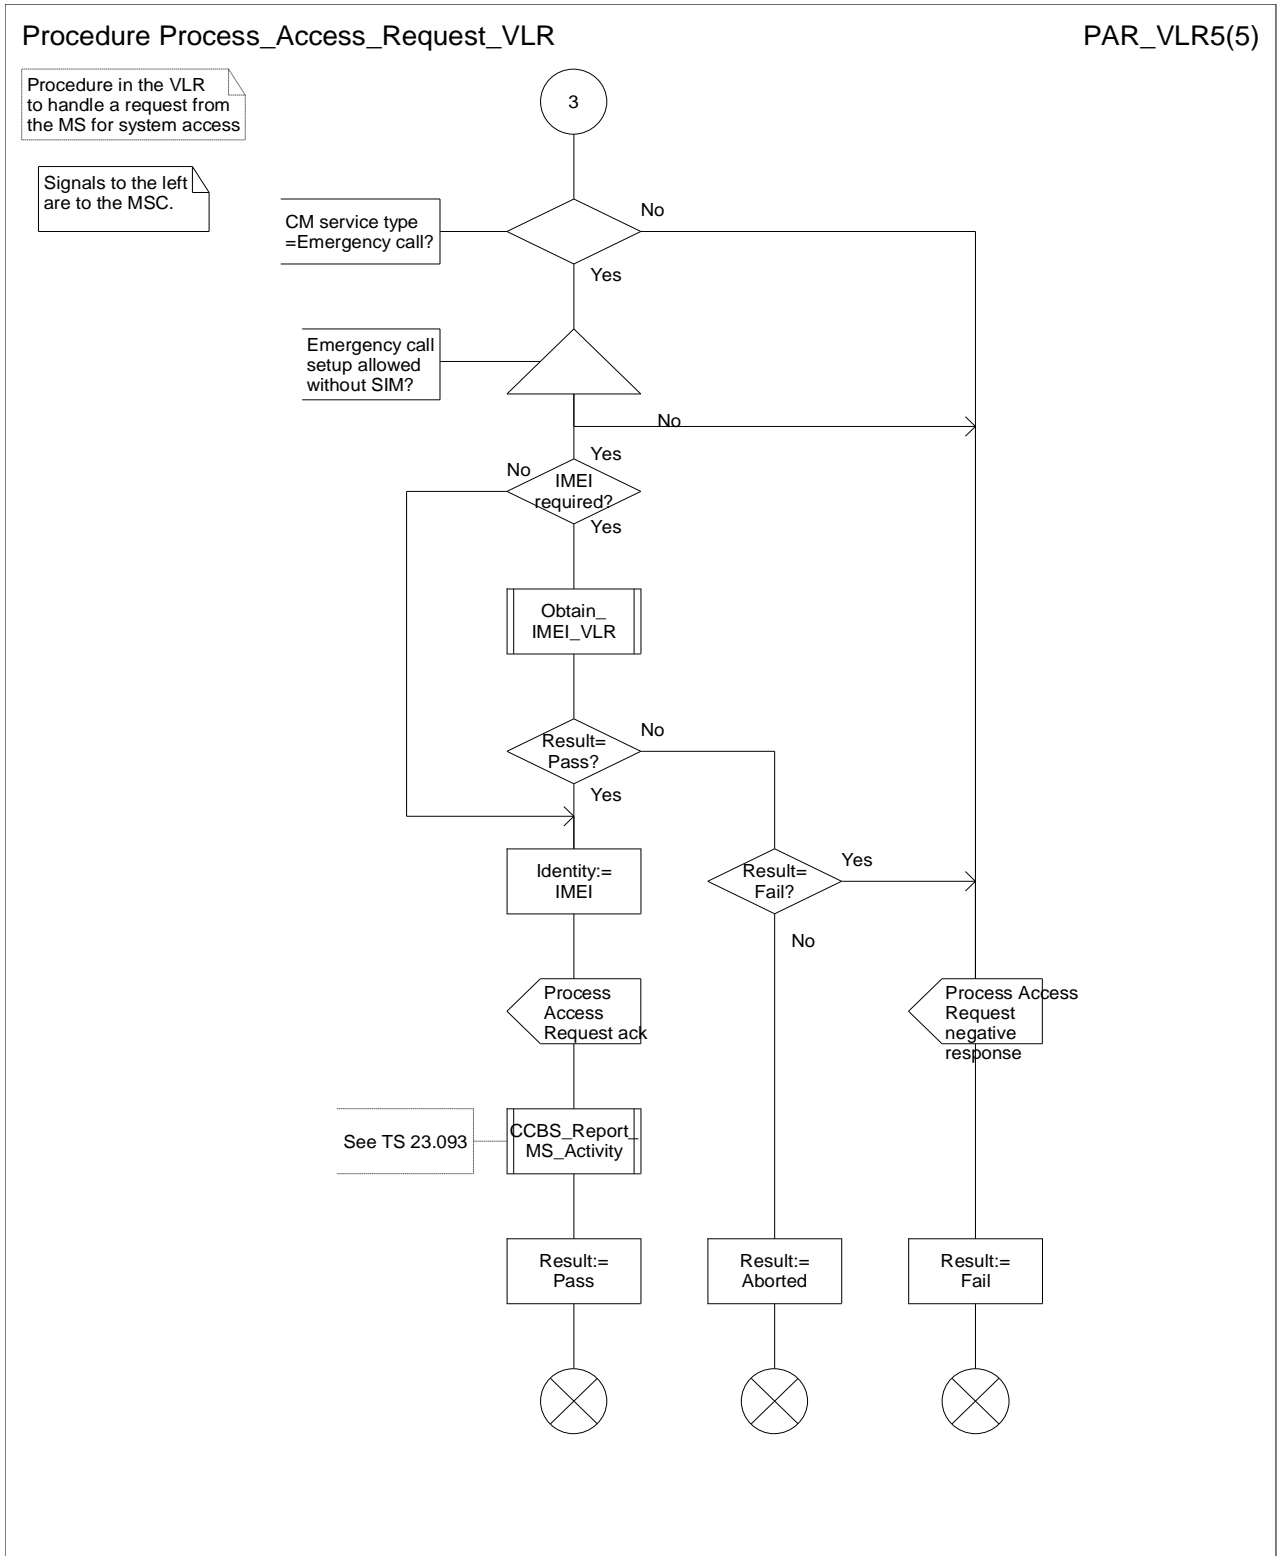 Procedure Process_Access_Request_VLR
PAR_VLR5(5)
Procedure in the VLR
to handle a request from
the MS for system access
3
Signals to the left
are to the MSC.
CM service type
=Emergency call?
No
Yes
Emergency call
setup allowed
without SIM?
No
Yes
No
IMEI
required?
Yes
Obtain_
IMEI_VLR
Result=
Pass?
No
Yes
Identity:=
IMEI
Result=
Fail?
Yes
No
Process
Access
Request ack
Process Access
Request
negative
response
See TS 23.093
CCBS_Report_
MS_Activity
Result:=
Pass
Result:=
Aborted
Result:=
Fail